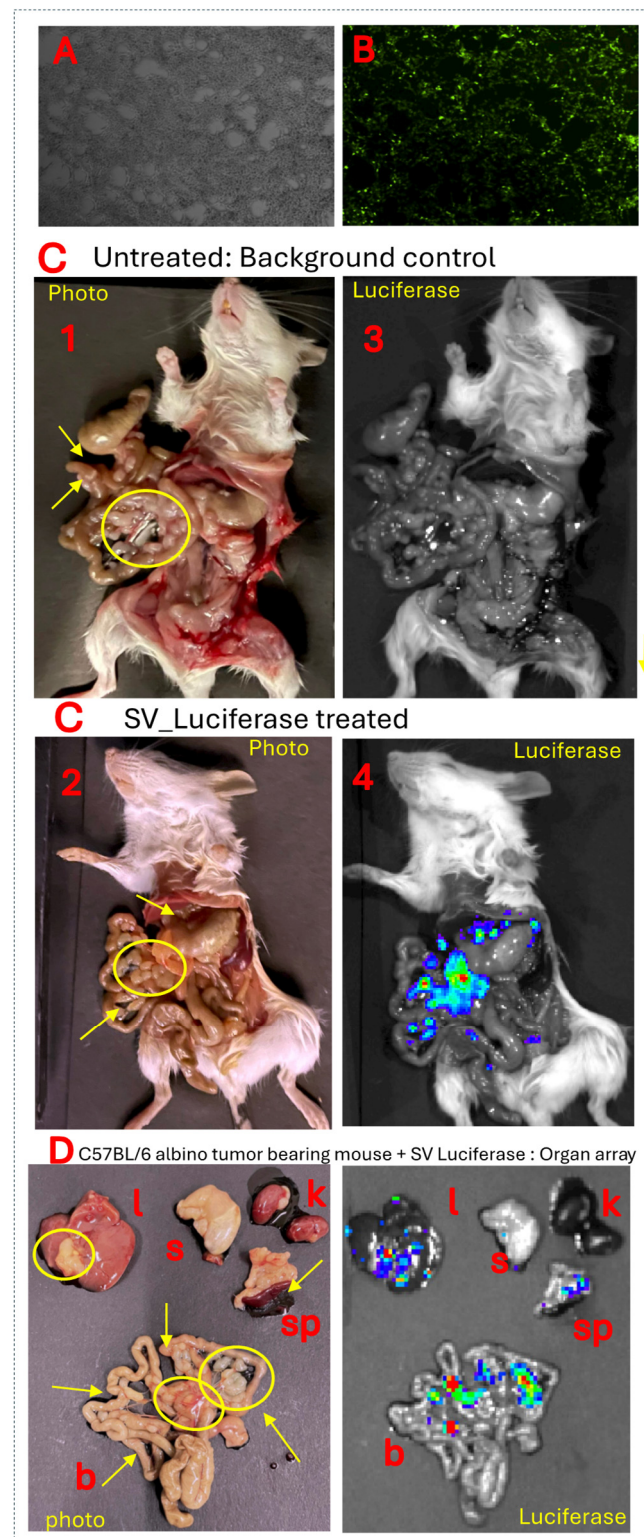 A
B
C Untreated: Background control
Photo
Luciferase
1
3
C SV_Luciferase treated
Photo
Luciferase
2
4
D C57BL/6 albino tumor bearing mouse + SV Luciferase : Organ array
l
k
s
sp
b
photo
l
k
s
sp
b
Luciferase